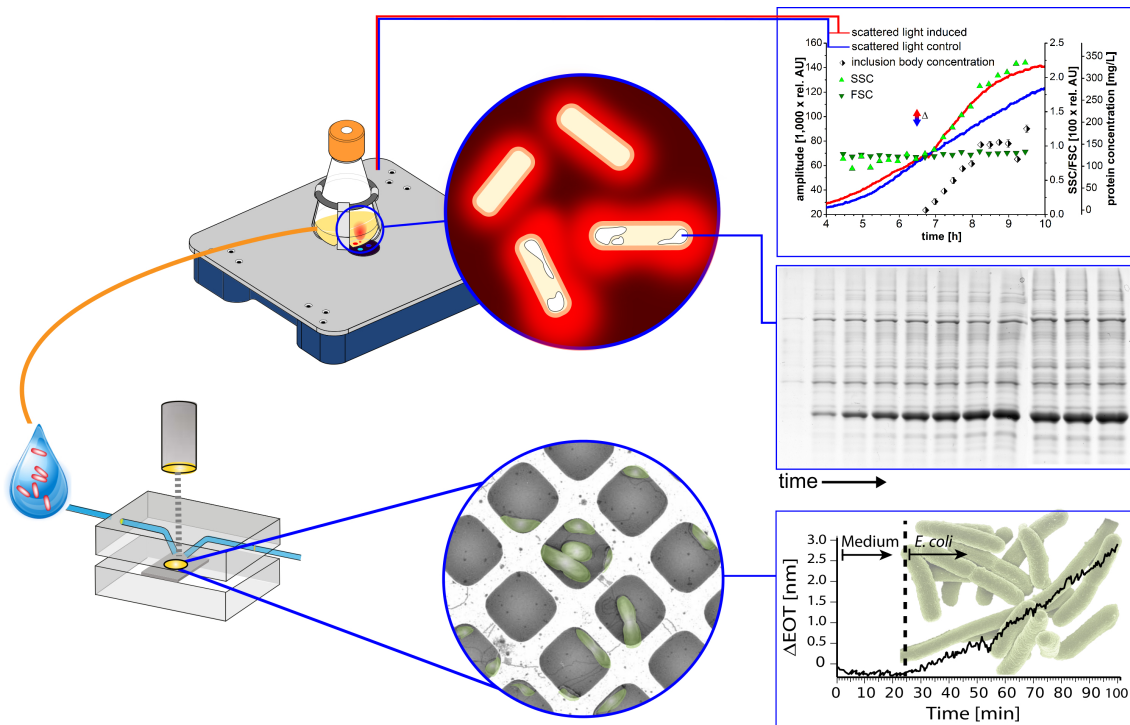 scattered light induced
scattered light control
inclusion body concentration
SSC
FSC
Δ
amplitude [1,000 x rel. AU]
160
140
120
100
80
60
40
20
4 5 6 7 8 9 10
time [h]
2.5
2.0
1.5
1.0
0.5
0.0
SSC/FSC [100 x rel. AU]
350
300
250
200
150
100
50
0
protein concentration [mg/L]
time
Medium
E. coli
ΔEOT [nm]
3.0
2.5
2.0
1.5
1.0
3.0
0
0 10 20 30 40 50 60 70 80 90 100
Time [min]